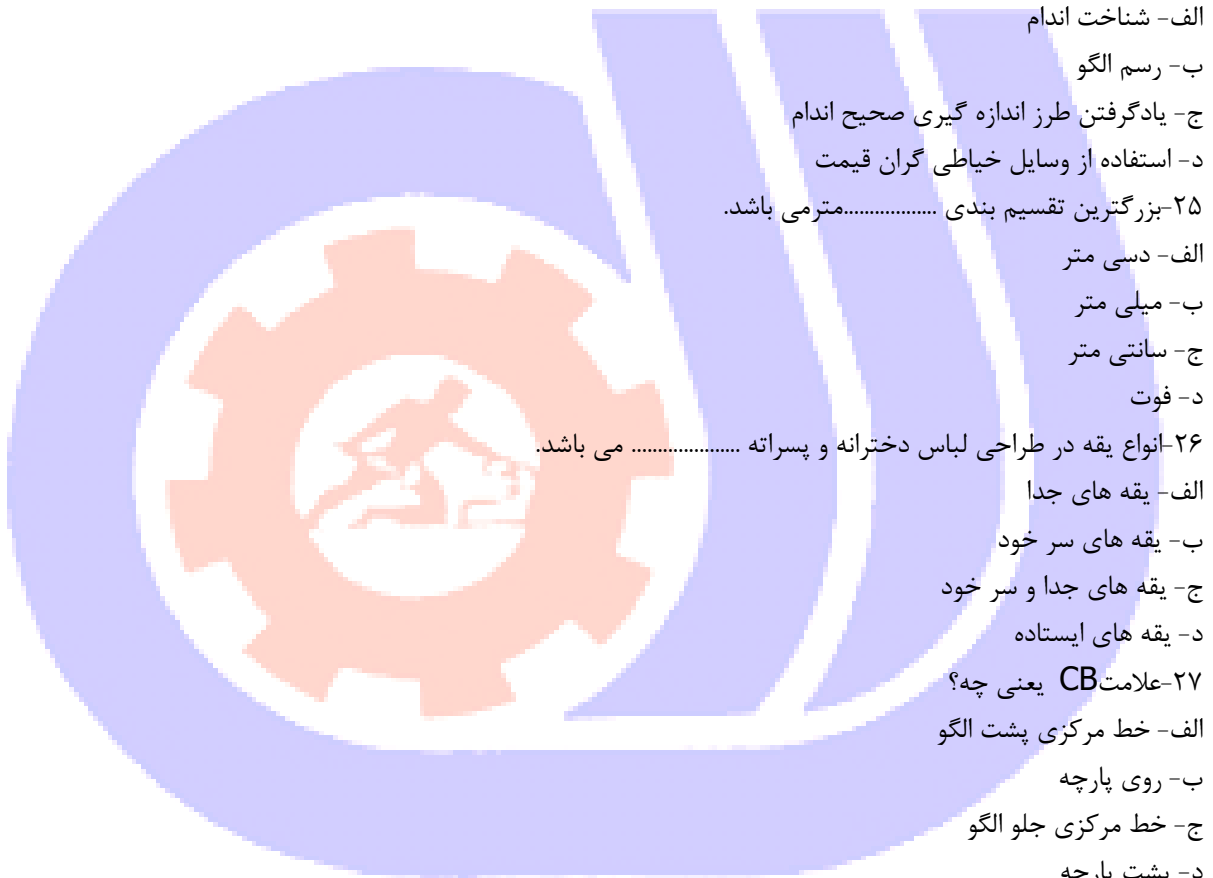 الف- شناخت اندام
ب- رسم الگو
ج- یادگرفتن طرز اندازه گیری صحیح اندام
د- استفاده از وسایل خیاطی گران قیمت
۲۵-بزرگترین تقسیم بندی ..................مترمی باشد.
الف- دسی متر
ب- میلی متر
ج- سانتی متر
د- فوت
۲۶-انواع یقه در طراحی لباس دخترانه و پسراته ..................... می باشد.
الف- یقه های جدا
ب- یقه های سر خود
ج- یقه های جدا و سر خود
د- یقه های ایستاده
۲۷-علامتCB یعنی چه؟
الف- خط مرکزی پشت الگو
ب- روی پارچه
ج- خط مرکزی جلو الگو
د- پشت پارچه